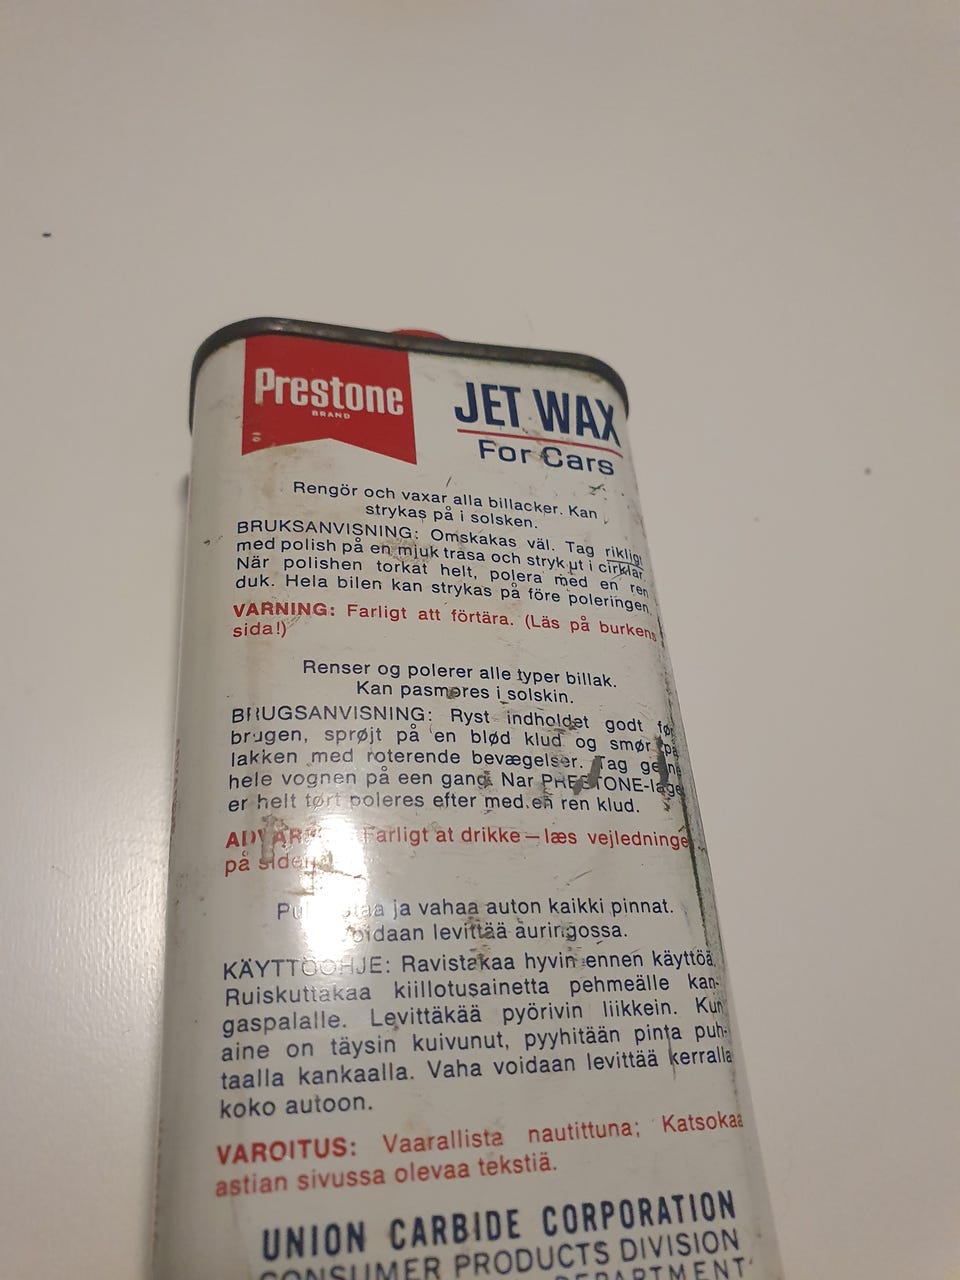 Prestone
BRAND
JET WAX
For Cars
Rengör och vaxar alla billacker. Kan
strykas på i solsken.
BRUKSANVISNING: Omskakas väl. Tag rikligt
med polish på en mjuk trasa och stryk ut i cirklar.
När polishen torkat helt, polera med en ren
duk. Hela bilen kan strykas på före poleringen.
VARNING: Farligt att förtära. (Läs på burkens
sida!)
Renser og polerer alle typer billak.
Kan pasmøres i solskin.
BRUGSANVISNING: Ryst indholdet godt før
brugen, sprøjt på en blød klud og smør på
lakken med roterende bevægelser. Tag gerne
hele vognen på een gang. Nar PRESTONE-laget
er helt tørt poleres efter med en ren klud.
Farligt at drikke – læs vejledningen
på siden
ja vahaa auton kaikki pinnat.
levittää auringossa.
KÄYTTÖOHJE: Ravistakaa hyvin ennen käyttöä.
Ruiskuttakaa kiillotusainetta pehmeälle kan-
gaspalalle. Levittäkää pyörivin liikkein. Kun
aine on täysin kuivunut, pyyhitään pinta puh-
taalla kankaalla. Vaha voidaan levittää kerralla
koko autoon.
VAROITUS: Vaarallista nautittuna; Katsokaa
astian sivussa olevaa tekstiä.
UNION CARBIDE CORPORATION
CONSUMER PRODUCTS DIVISION
DEPARTMENT